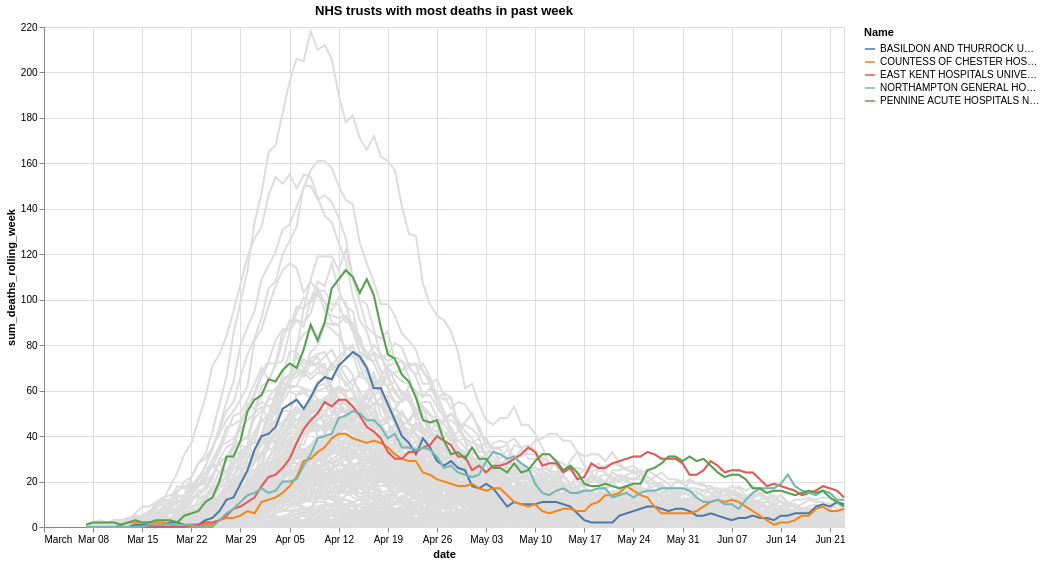 NHS trusts with most deaths in past week
Name
BASILDON AND THURROCK U…
COUNTESS OF CHESTER HOS…
EAST KENT HOSPITALS UNIVE…
NORTHAMPTON GENERAL HO…
PENNINE ACUTE HOSPITALS N…
sum_deaths_rolling_week
220
200
180
160
140
120
100
80
60
40
20
0
March Mar 08 Mar 15 Mar 22 Mar 29 Apr 05 Apr 12 Apr 19 Apr 26 May 03 May 10 May 17 May 24 May 31 Jun 07 Jun 14 Jun 21
date